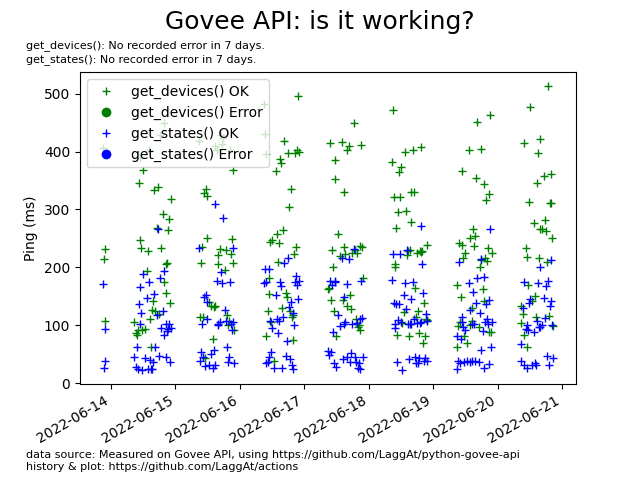 Govee API: is it working?
get_devices(): No recorded error in 7 days.
get_states(): No recorded error in 7 days.
get_devices() OK
get_devices() Error
get_states() OK
get_states() Error
Ping (ms)
500
400
300
200
100
0
2022-06-14
2022-06-15
2022-06-16
2022-06-17
2022-06-18
2022-06-19
2022-06-20
2022-06-21
data source: Measured on Govee API, using https://github.com/LaggAt/python-govee-api
history & plot: https://github.com/LaggAt/actions